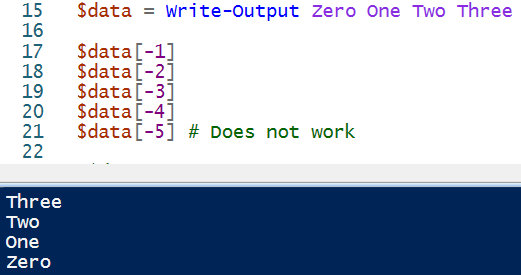 15 $data = Write-Output Zero One Two Three
16
17 $data[-1]
18 $data[-2]
19 $data[-3]
20 $data[-4]
21 $data[-5] # Does not work
22
Three
Two
One
Zero